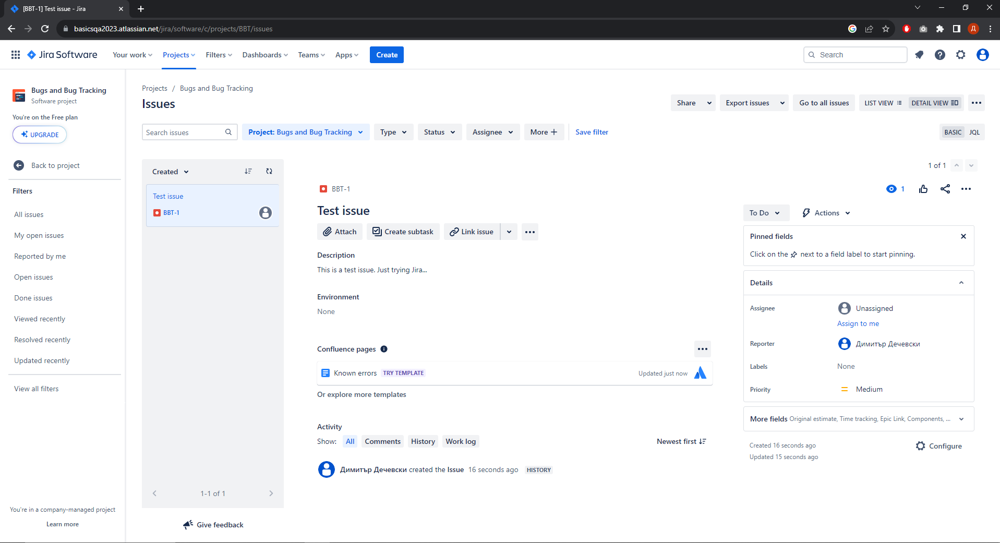 [BBT-1] Test issue - Jira
basicsqa2023.atlassian.net/jira/software/c/projects/BBT/issues
Д
Jira Software
Your work
Projects
Filters
Dashboards
Teams
Apps
Create
Search
Bugs and Bug Tracking
Software project
You're on the Free plan
UPGRADE
Back to project
Filters
All issues
My open issues
Reported by me
Open issues
Done issues
Viewed recently
Resolved recently
Updated recently
View all filters
You're in a company-managed project
Learn more
Projects / Bugs and Bug Tracking
Issues
Share
Export issues
Go to all issues
LIST VIEW
DETAIL VIEW
Search issues
Project: Bugs and Bug Tracking
Type
Status
Assignee
More
Save filter
BASIC
JQL
Created
Test issue
BBT-1
1-1 of 1
Give feedback
1 of 1
BBT-1
1
Test issue
Attach
Create subtask
Link issue
Description
This is a test issue. Just trying Jira...
Environment
None
Confluence pages
Known errors TRY TEMPLATE
Updated just now
Or explore more templates
Activity
Show: All Comments History Work log
Newest first
Димитър Дечевски created the Issue 16 seconds ago HISTORY
To Do
Actions
Pinned fields
Click on the next to a field label to start pinning.
Details
Assignee
Unassigned
Assign to me
Reporter
Димитър Дечевски
Labels
None
Priority
Medium
More fields Original estimate, Time tracking, Epic Link, Components, ...
Created 16 seconds ago
Updated 15 seconds ago
Configure